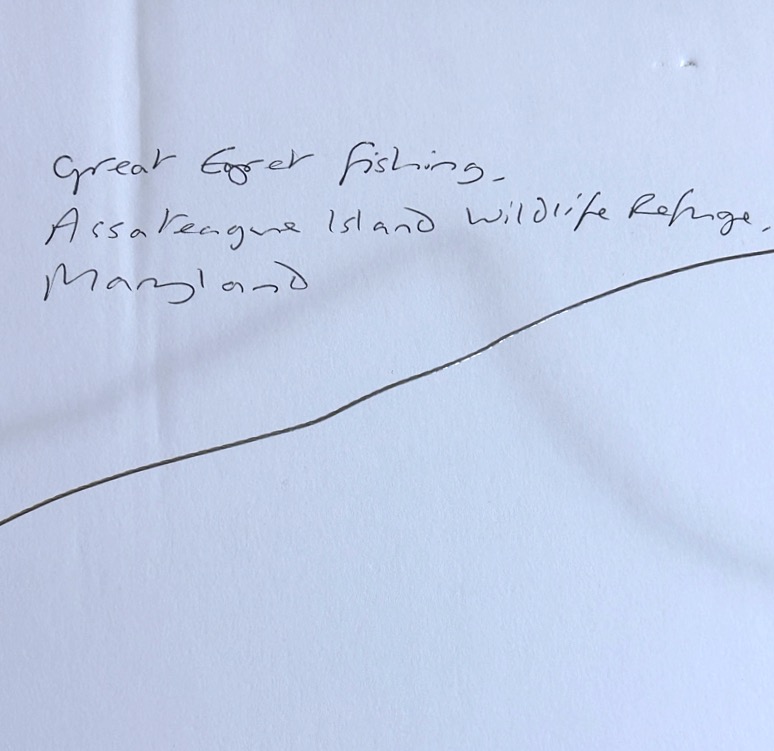 Great Egret fishing.
Assateague Island Wildlife Refuge.
Maryland